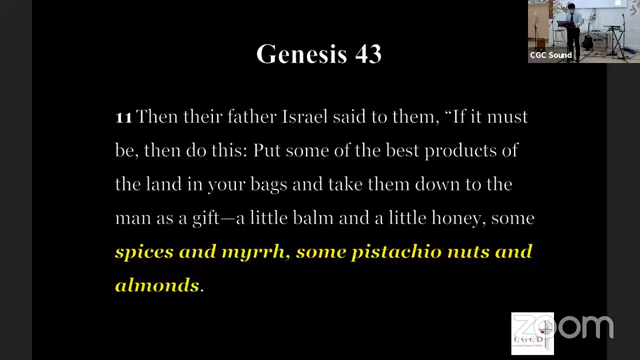 CGC Sound
Genesis 43
11 Then their father Israel said to them, “If it must
be, then do this: Put some of the best products of
the land in your bags and take them down to the
man as a gift—a little balm and a little honey, some
spices and myrrh, some pistachio nuts and
almonds.
zoom